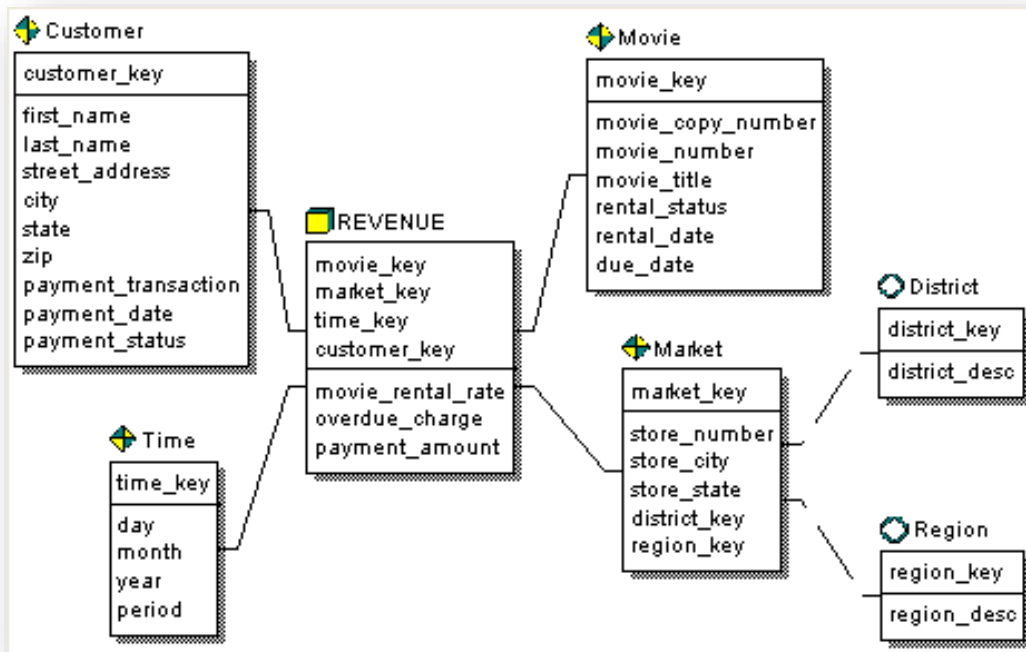 Customer
customer_key
first_name
last_name
street_address
city
state
zip
payment_transaction
payment_date
payment_status
Movie
movie_key
movie_copy_number
movie_number
movie_title
rental_status
rental_date
due_date
REVENUE
movie_key
market_key
time_key
customer_key
movie_rental_rate
overdue_charge
payment_amount
District
district_key
district_desc
Market
market_key
store_number
store_city
store_state
district_key
region_key
Time
time_key
day
month
year
period
Region
region_key
region_desc